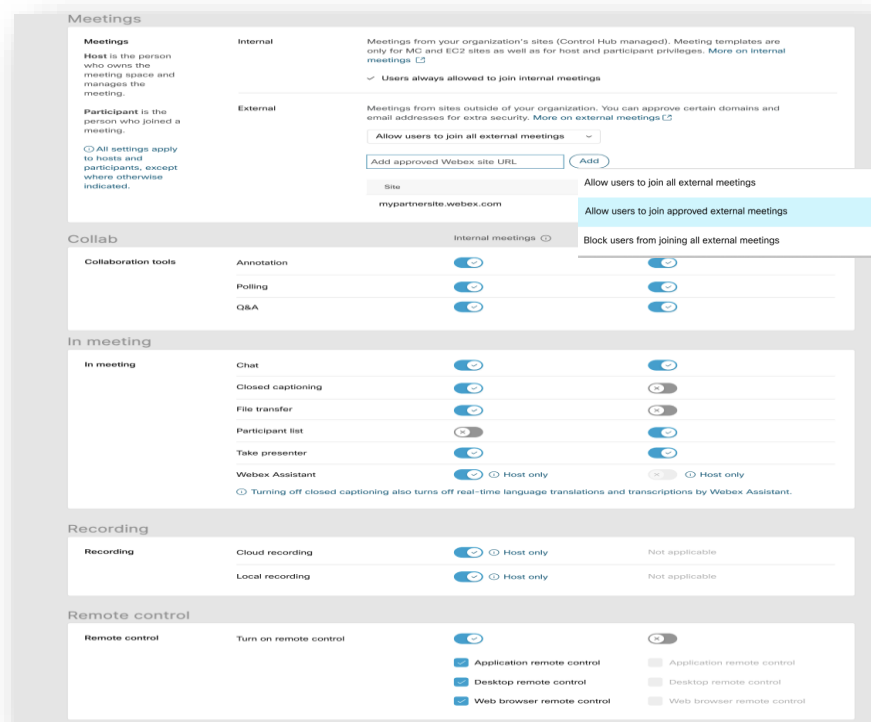 Meetings
Meetings
Host is the person
who owns the
meeting space and
manages the
meeting.
Participant is the
person who joined a
meeting.
All settings apply
to hosts and
participants, except
where otherwise
indicated.
Internal
Meetings from your organization's sites (Control Hub managed). Meeting templates are
only for MC and EC2 sites as well as for host and participant privileges. More on internal
meetings
Users always allowed to join internal meetings
External
Meetings from sites outside of your organization. You can approve certain domains and
email addresses for extra security. More on external meetings
Allow users to join all external meetings
Add approved Webex site URL
Add
Site
mypartnersite.webex.com
Allow users to join all external meetings
Allow users to join approved external meetings
Block users from joining all external meetings
Collab
Internal meetings
Collaboration tools
Annotation
Polling
Q&A
In meeting
In meeting
Chat
Closed captioning
File transfer
Participant list
Take presenter
Webex Assistant
Host only
Host only
Turning off closed captioning also turns off real-time language translations and transcriptions by Webex Assistant.
Recording
Recording
Cloud recording
Host only
Not applicable
Local recording
Host only
Not applicable
Remote control
Remote control
Turn on remote control
Application remote control
Application remote control
Desktop remote control
Desktop remote control
Web browser remote control
Web browser remote control